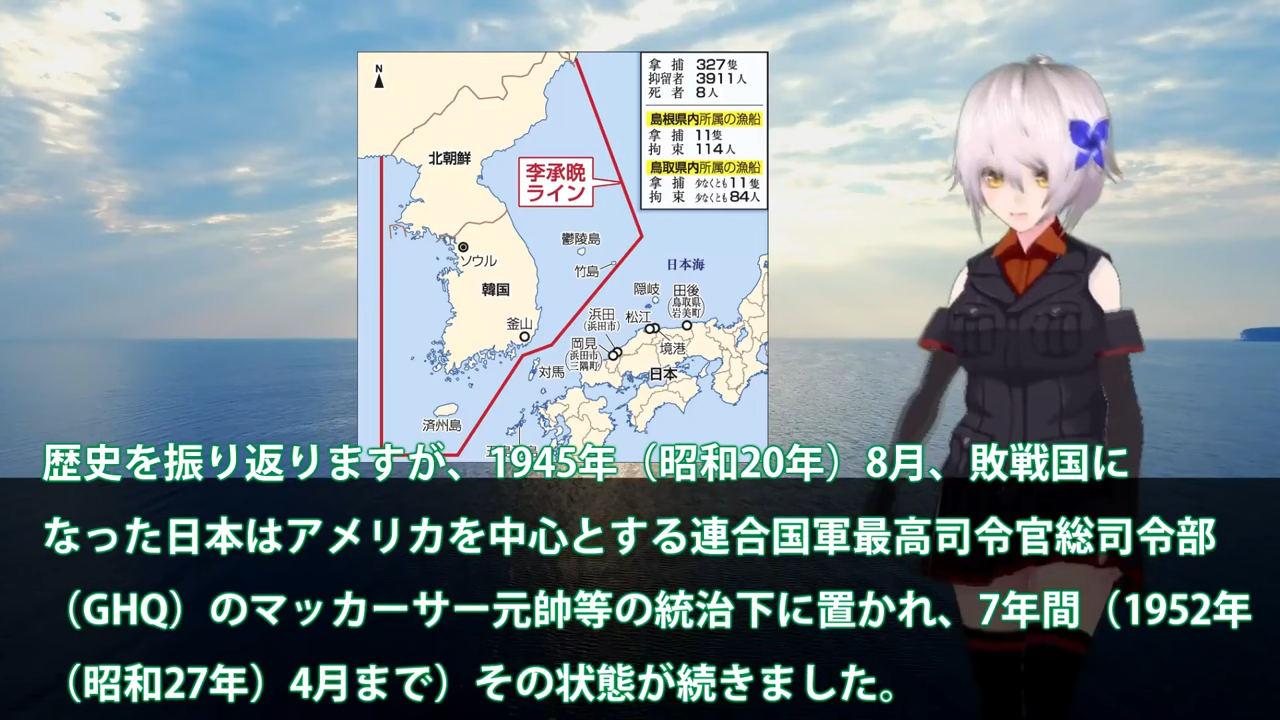 N
北朝鮮
李承晩
ライン
ソウル
韓国
釜山
済州島
鬱陵島
竹島
日本海
隠岐
田後
(鳥取県
岩美町)
浜田
(浜田市)
松江
岡見
(浜田市
三隅町)
境港
対馬
日本
拿捕 327隻
抑留者 3911人
死者 8人
島根県内所属の漁船
拿捕 11隻
拘束 114人
鳥取県内所属の漁船
拿捕 少なくとも11隻
拘束 少なくとも84人
歴史を振り返りますが、1945年（昭和20年）8月、敗戦国に
なった日本はアメリカを中心とする連合国軍最高司令官総司令部
（GHQ）のマッカーサー元帥等の統治下に置かれ、7年間（1952年
（昭和27年）4月まで）その状態が続きました。